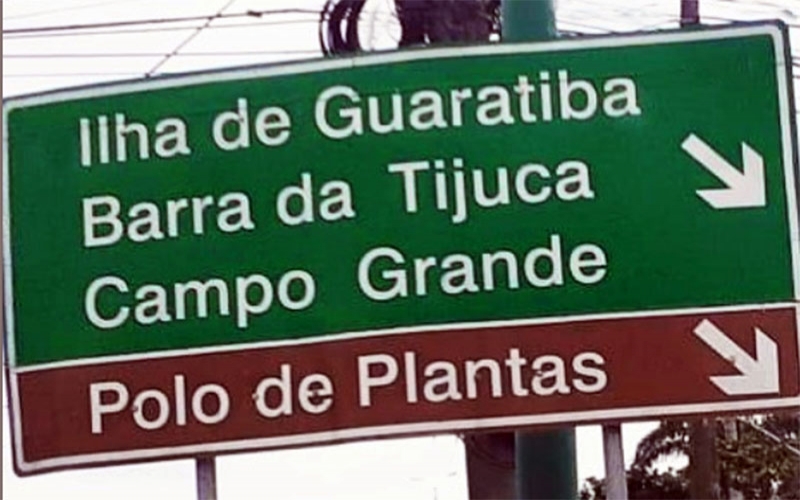 Ilha de Guaratiba
Barra da Tijuca
Campo Grande
Polo de Plantas